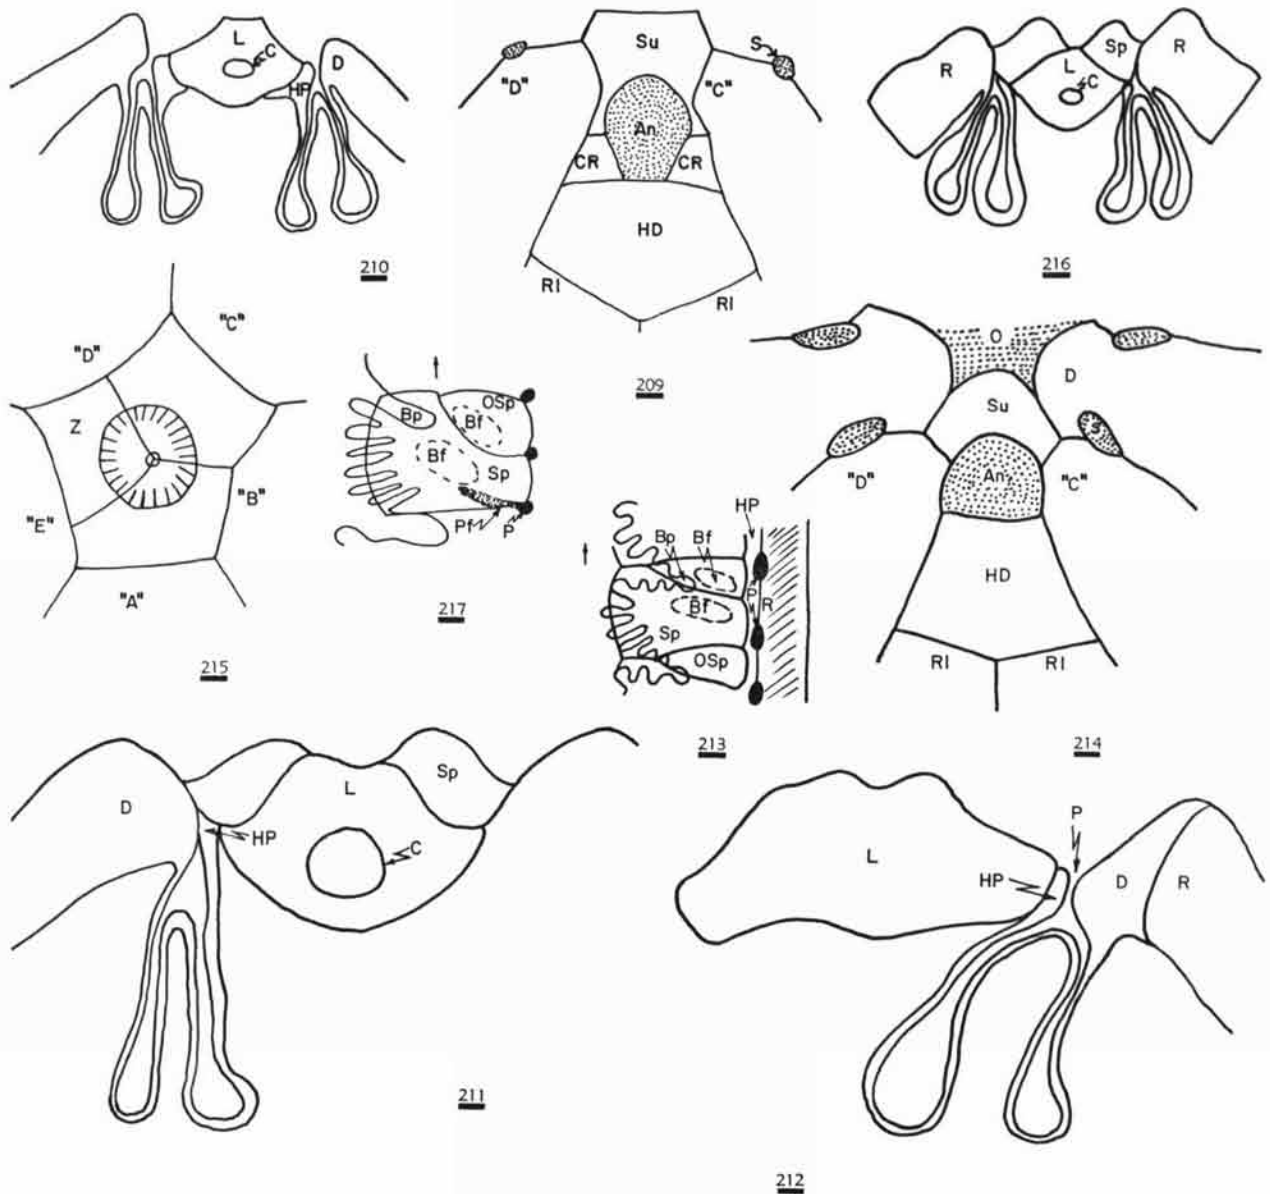 L
C
D
HP
210
Su
S
"D"
"C"
An
CR
CR
HD
RI
RI
209
R
Sp
R
L
C
216
"C"
"D"
Z
"B"
"E"
"A"
215
OSp
Bp
Bf
Bf
Sp
Pf
P
217
HP
Bp
Bf
P
R
Bf
Sp
OSp
213
O
D
Su
S
An
"D"
"C"
HD
RI
RI
214
D
L
Sp
HP
C
211
L
P
HP
D
R
212